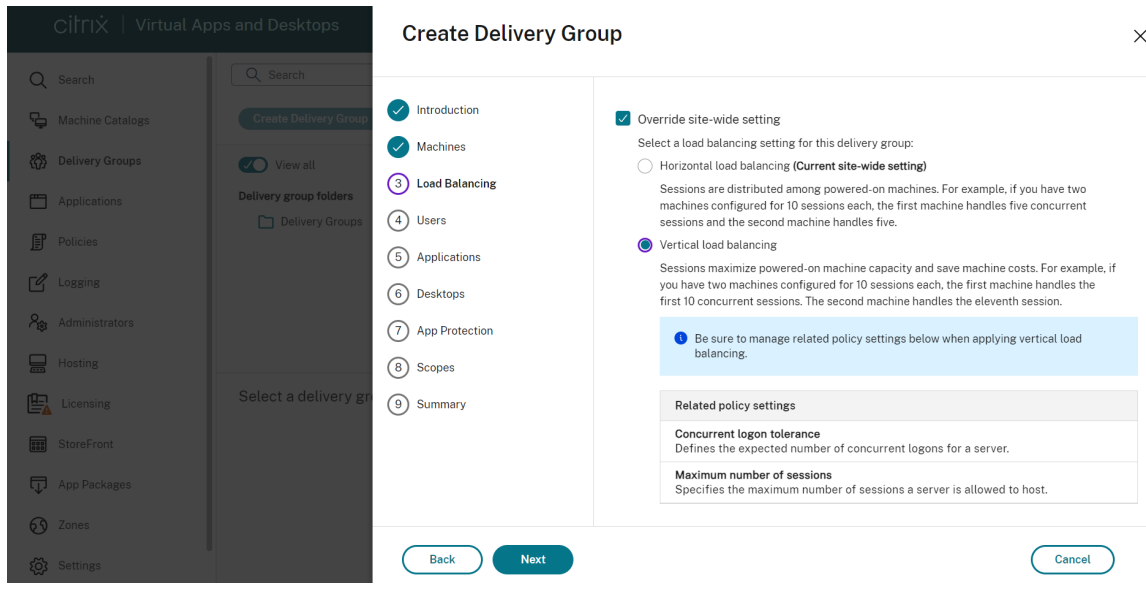 citrix | Virtual Apps and Desktops
Search
Machine Catalogs
Delivery Groups
Applications
Policies
Logging
Administrators
Hosting
Licensing
StoreFront
App Packages
Zones
Settings
Search
Create Delivery Group
View all
Delivery group folders
Delivery Groups
Select a delivery gr
Create Delivery Group
Introduction
Machines
3 Load Balancing
4 Users
5 Applications
6 Desktops
7 App Protection
8 Scopes
9 Summary
Override site-wide setting
Select a load balancing setting for this delivery group:
Horizontal load balancing (Current site-wide setting)
Sessions are distributed among powered-on machines. For example, if you have two
machines configured for 10 sessions each, the first machine handles five concurrent
sessions and the second machine handles five.
Vertical load balancing
Sessions maximize powered-on machine capacity and save machine costs. For example, if
you have two machines configured for 10 sessions each, the first machine handles the
first 10 concurrent sessions. The second machine handles the eleventh session.
Be sure to manage related policy settings below when applying vertical load
balancing.
Related policy settings
Concurrent logon tolerance
Defines the expected number of concurrent logons for a server.
Maximum number of sessions
Specifies the maximum number of sessions a server is allowed to host.
Back
Next
Cancel